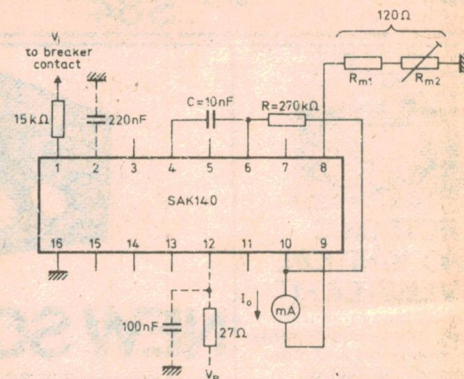 120Ω
Vi
to breaker
contact
Rm1
Rm2
15kΩ
220nF
C=10nF
R=270kΩ
1 2 3 4 5 6 7 8
SAK140
16 15 14 13 12 11 10 9
100nF
27Ω
Io
mA